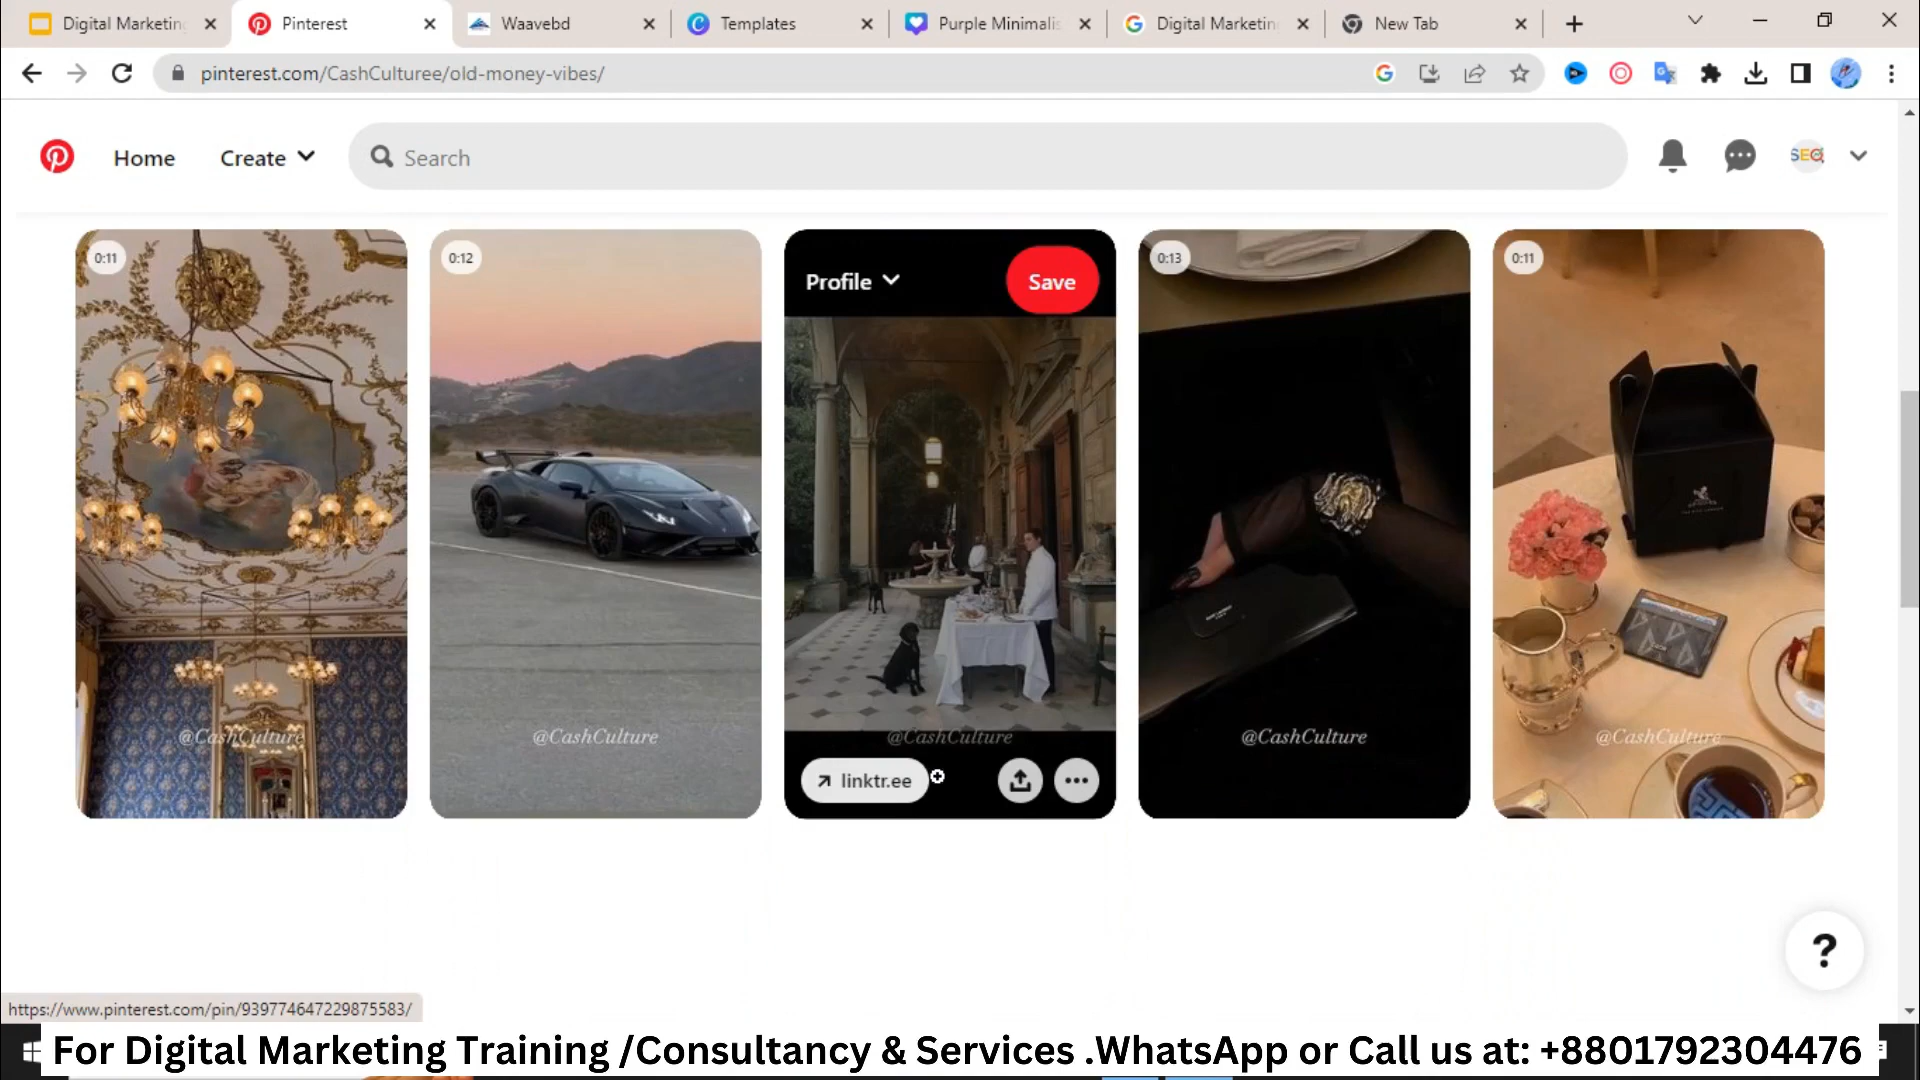 Digital Marketing
Pinterest
Waavebd
Templates
Purple Minimalis
Digital Marketin
New Tab
pinterest.com/CashCulturee/old-money-vibes/
Home
Create
Search
SEO
0:11
0:12
Profile
Save
0:13
0:11
@CashCulture
@CashCulture
@CashCulture
@CashCulture
@CashCulture
linktr.ee
?
https://www.pinterest.com/pin/939774647229875583/
For Digital Marketing Training /Consultancy & Services .WhatsApp or Call us at: +8801792304476